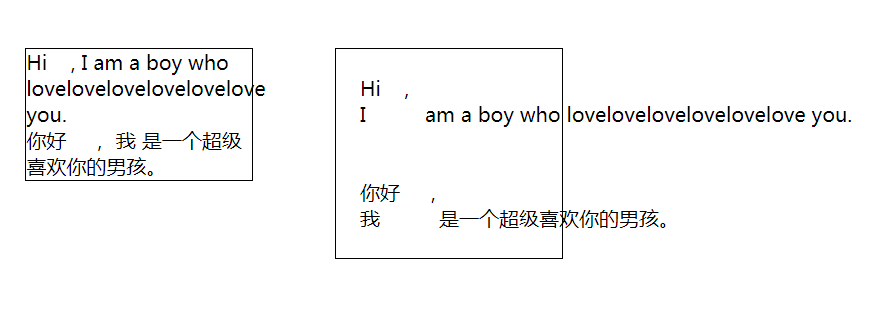 Hi    , I am a boy who
lovelovelovelovelovelove
you.
你好     ，我 是一个超级
喜欢你的男孩。
Hi    ,
I           am a boy who lovelovelovelovelovelove you.
你好     ，
我           是一个超级喜欢你的男孩。